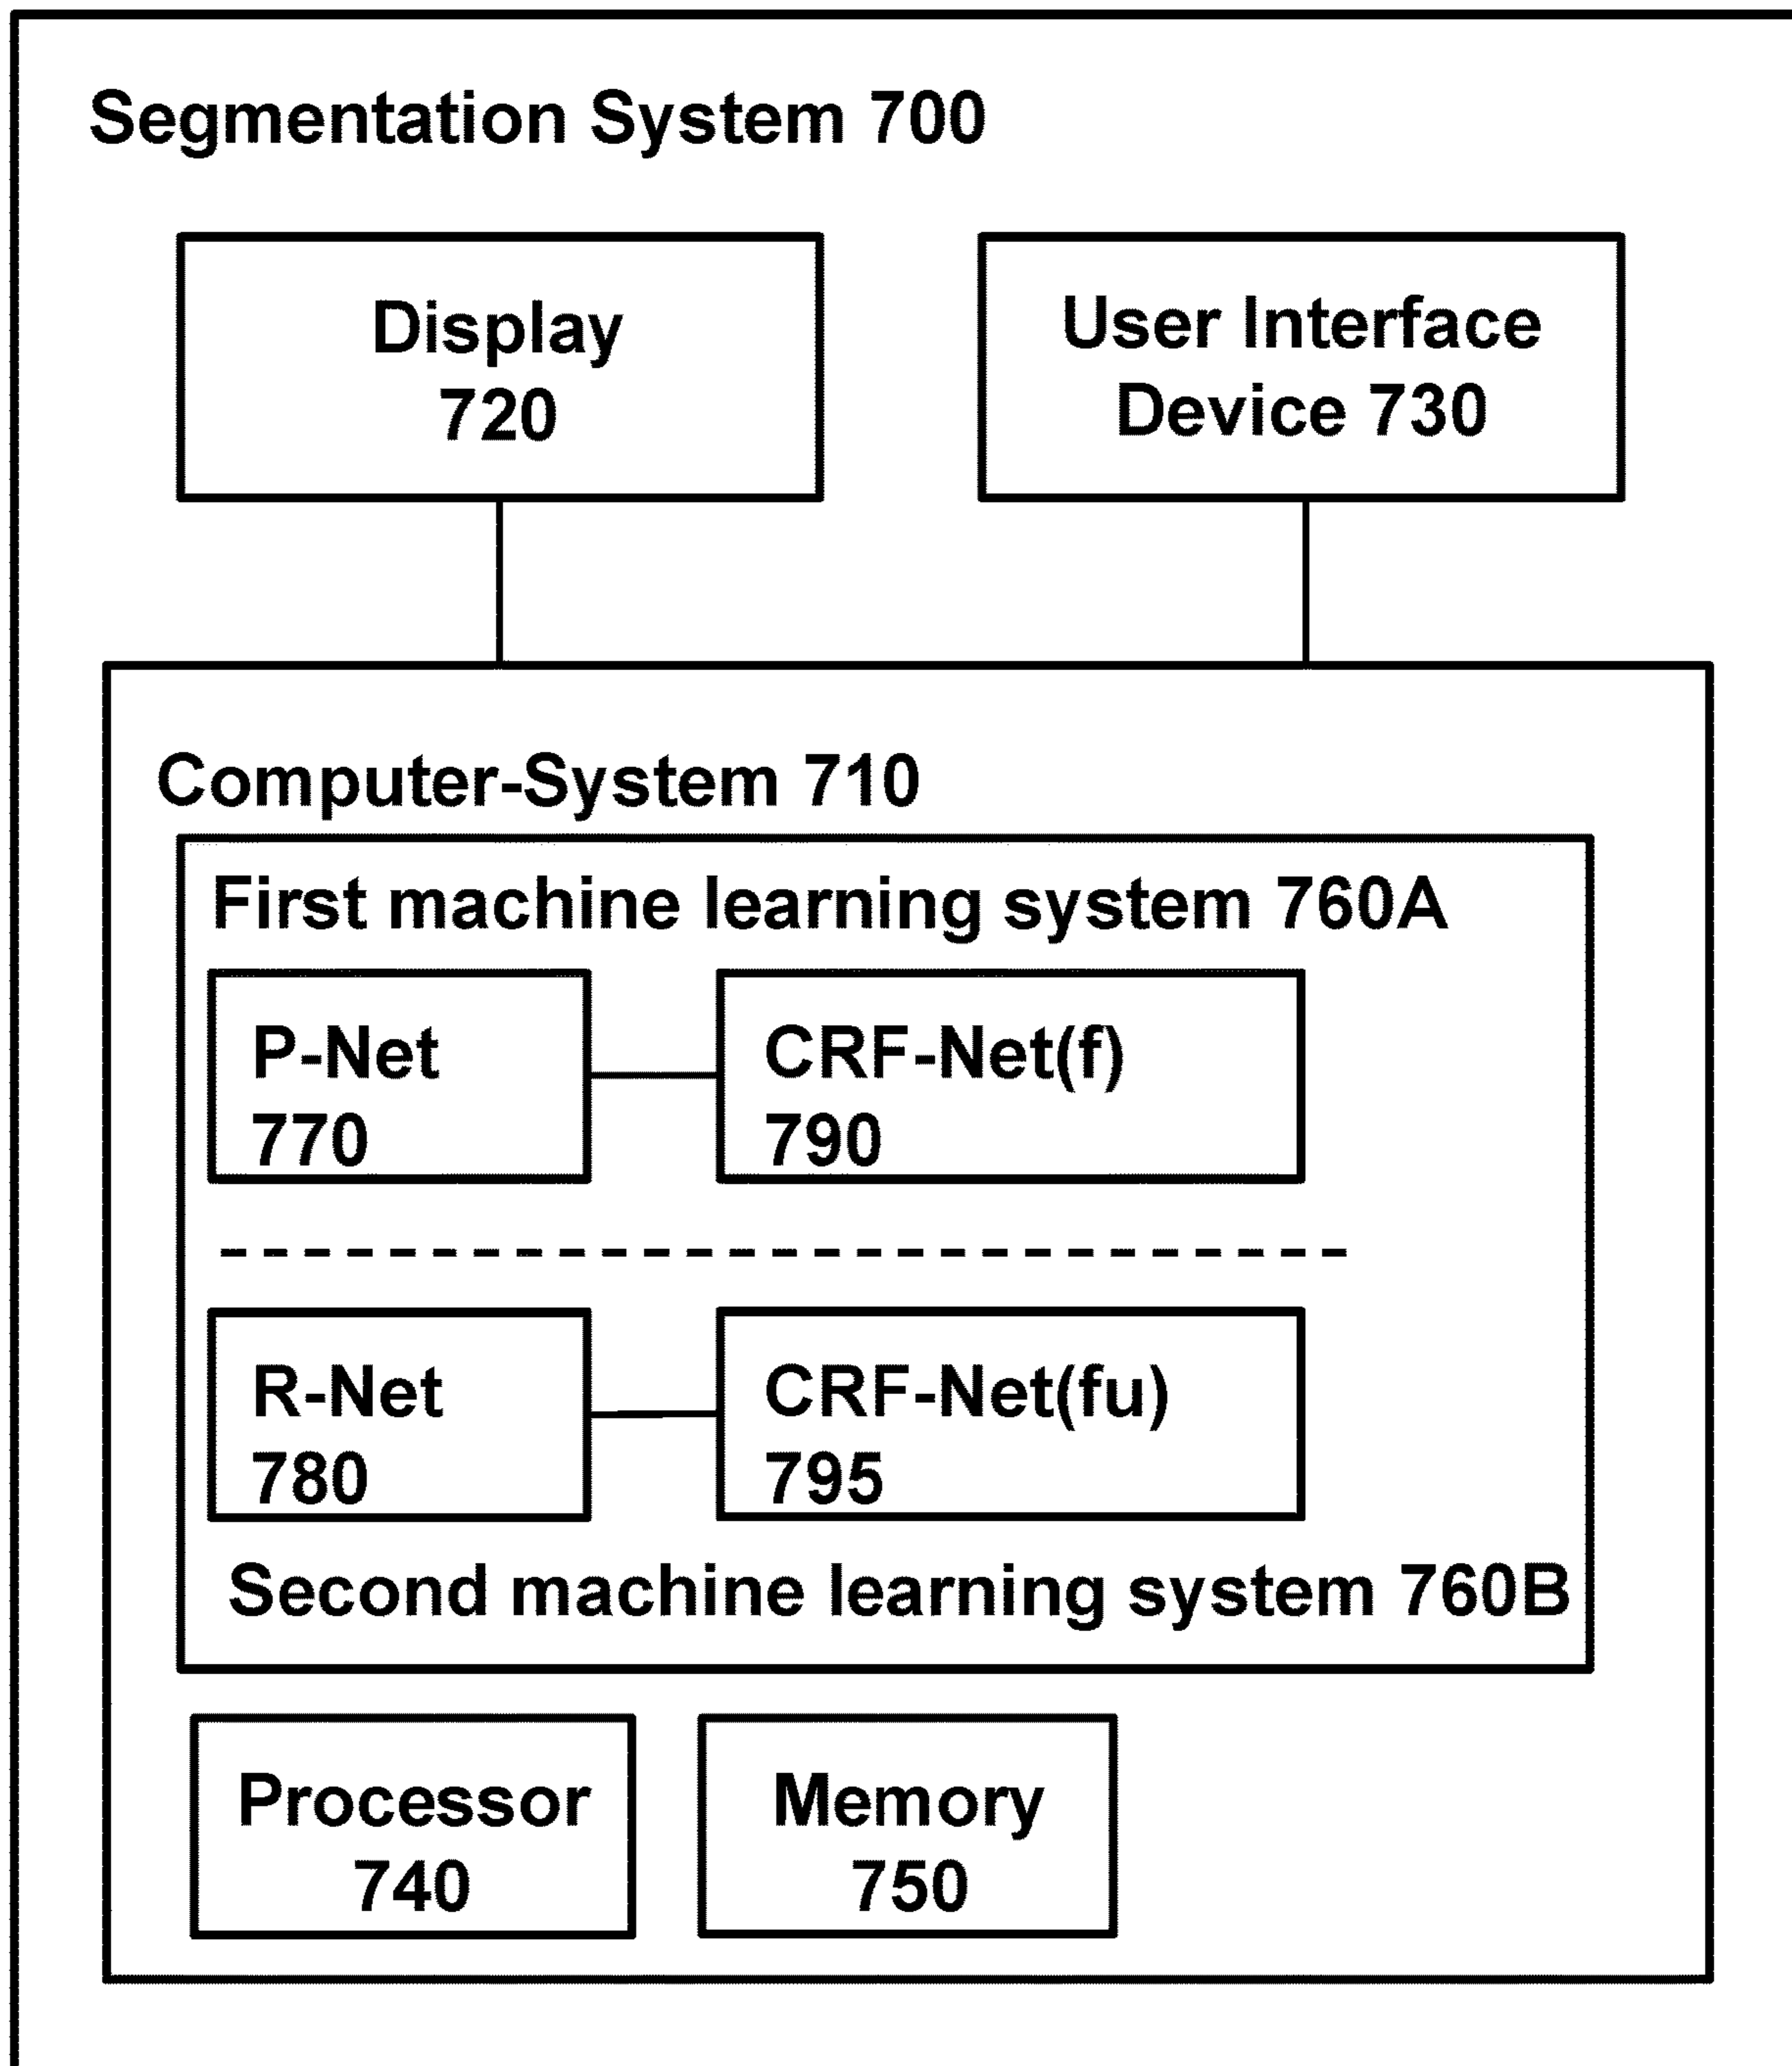 Segmentation System 700
Display
720
User Interface
Device 730
Computer-System 710
First machine learning system 760A
P-Net
770
CRF-Net(f)
790
R-Net
780
CRF-Net(fu)
795
Second machine learning system 760B
Processor
740
Memory
750